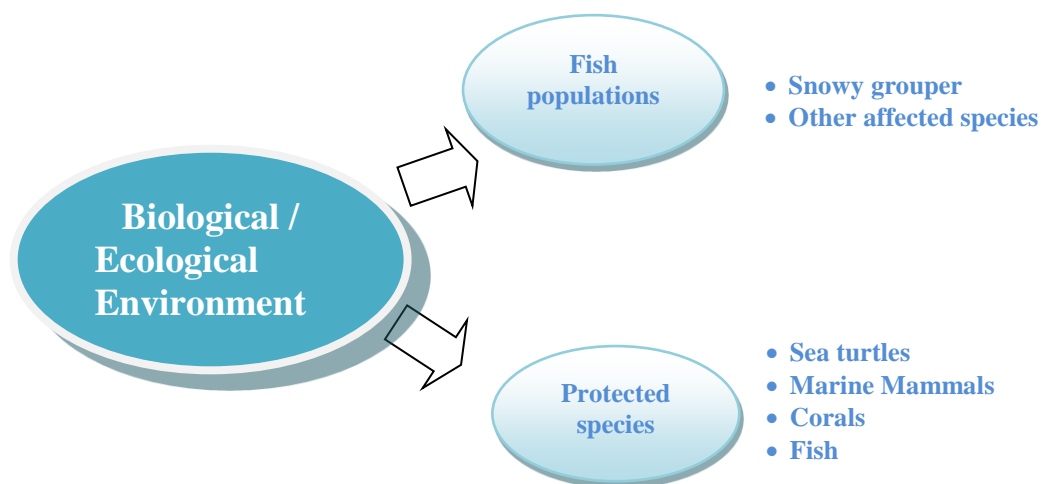 Biological /
Ecological
Environment
Fish
populations
• Snowy grouper
• Other affected species
Protected
species
• Sea turtles
• Marine Mammals
• Corals
• Fish